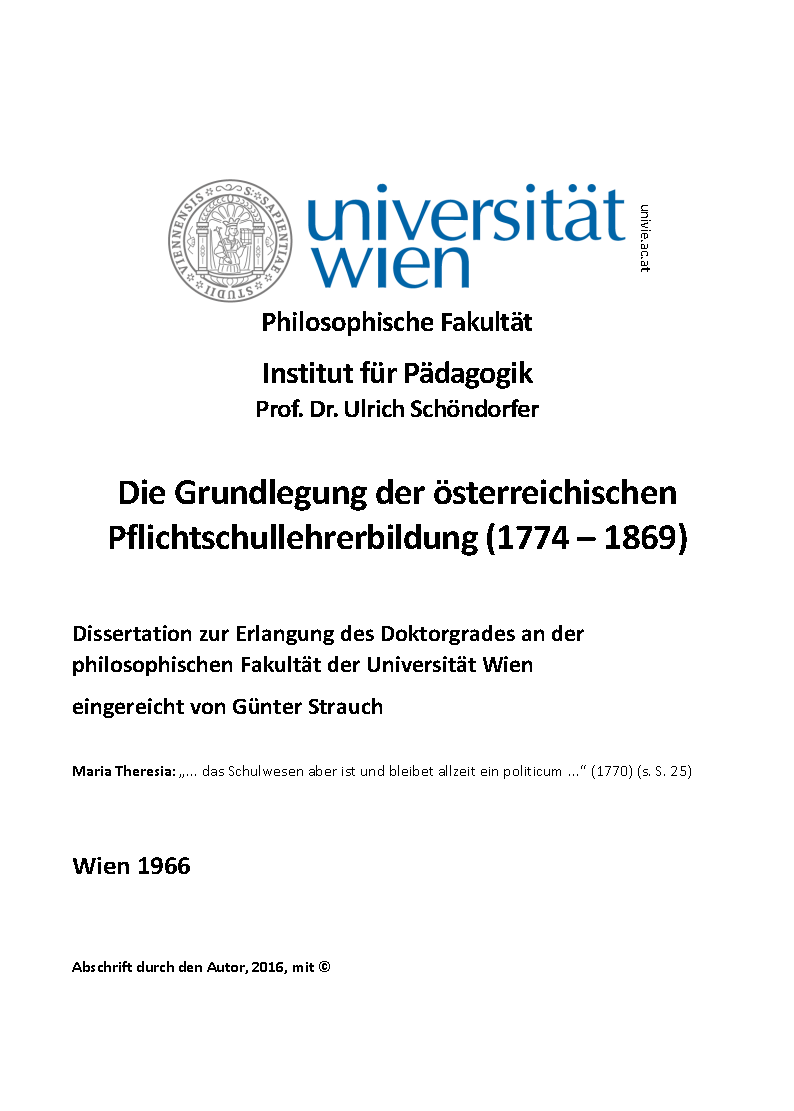 STUDII VIENNENSIS S: SAPIENTIAE
universität
wien
univie.ac.at
Philosophische Fakultät
Institut für Pädagogik
Prof. Dr. Ulrich Schöndorfer
Die Grundlegung der österreichischen
Pflichtschullehrerbildung (1774 – 1869)
Dissertation zur Erlangung des Doktorgrades an der
philosophischen Fakultät der Universität Wien
eingereicht von Günter Strauch
Maria Theresia: „… das Schulwesen aber ist und bleibet allzeit ein politicum …“ (1770) (s. S. 25)
Wien 1966
Abschrift durch den Autor, 2016, mit ©